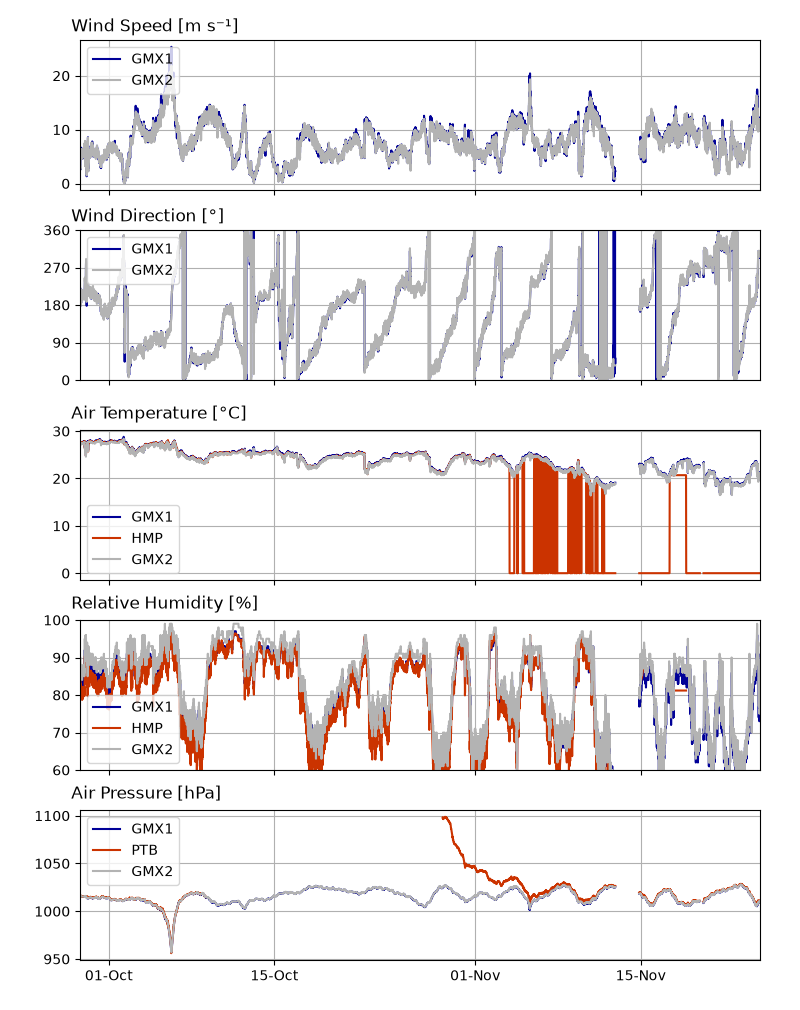 Wind Speed [m s⁻¹]
GMX1
GMX2
20
10
0
Wind Direction [°]
GMX1
GMX2
360
270
180
90
0
Air Temperature [°C]
30
20
10
0
GMX1
HMP
GMX2
Relative Humidity [%]
100
90
80
70
60
GMX1
HMP
GMX2
Air Pressure [hPa]
1100
1050
1000
950
GMX1
PTB
GMX2
01-Oct
15-Oct
01-Nov
15-Nov